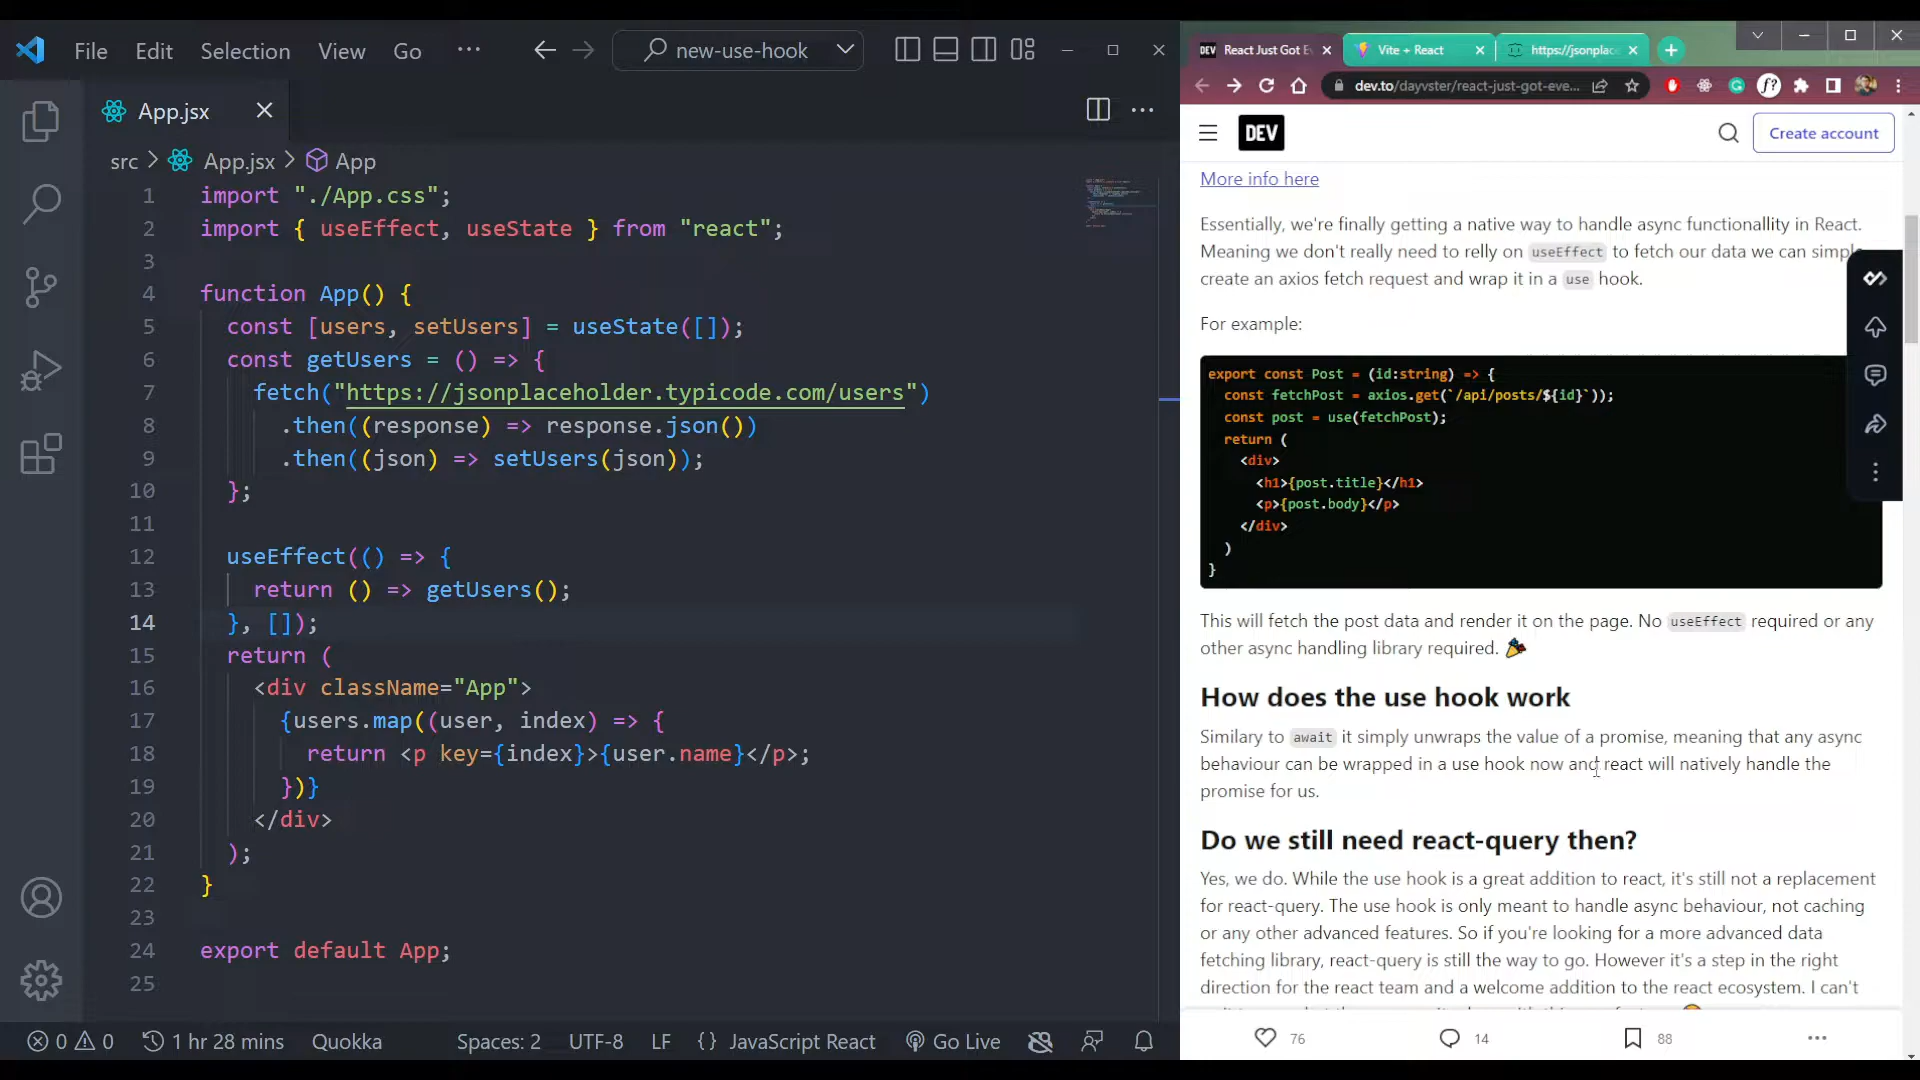 File Edit Selection View Go ··· new-use-hook
App.jsx
src > App.jsx > App
1 import "./App.css";
2 import { useEffect, useState } from "react";
3
4 function App() {
5 const [users, setUsers] = useState([]);
6 const getUsers = () => {
7 fetch("https://jsonplaceholder.typicode.com/users")
8 .then((response) => response.json())
9 .then((json) => setUsers(json));
10 };
11
12 useEffect(() => {
13 return () => getUsers();
14 }, []);
15 return (
16 <div className="App">
17 {users.map((user, index) => {
18 return <p key={index}>{user.name}</p>;
19 })}
20 </div>
21 );
22 }
23
24 export default App;
25
0 0 1 hr 28 mins Quokka Spaces: 2 UTF-8 LF {} JavaScript React Go Live
DEV React Just Got Ev Vite + React https://jsonplac
dev.to/dayvster/react-just-got-eve...
DEV Create account
More info here
Essentially, we're finally getting a native way to handle async functionallity in React.
Meaning we don't really need to relly on useEffect to fetch our data we can simply
create an axios fetch request and wrap it in a use hook.
For example:
export const Post = (id:string) => {
const fetchPost = axios.get(`/api/posts/${id}`));
const post = use(fetchPost);
return (
<div>
<h1>{post.title}</h1>
<p>{post.body}</p>
</div>
)
}
This will fetch the post data and render it on the page. No useEffect required or any
other async handling library required.
How does the use hook work
Similary to await it simply unwraps the value of a promise, meaning that any async
behaviour can be wrapped in a use hook now and react will natively handle the
promise for us.
Do we still need react-query then?
Yes, we do. While the use hook is a great addition to react, it's still not a replacement
for react-query. The use hook is only meant to handle async behaviour, not caching
or any other advanced features. So if you're looking for a more advanced data
fetching library, react-query is still the way to go. However it's a step in the right
direction for the react team and a welcome addition to the react ecosystem. I can't
76 14 88